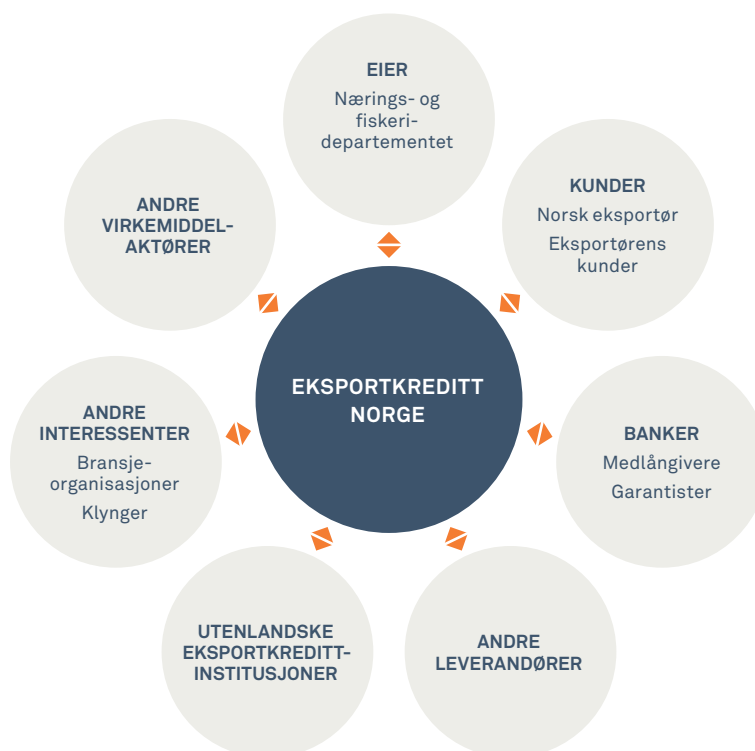 EIER
Nærings- og
fiskeri-
departementet
KUNDER
Norsk eksportør
Eksportørens
kunder
BANKER
Medlångivere
Garantister
ANDRE
LEVERANDØRER
UTENLANDSKE
EKSPORTKREDITT-
INSTITUSJONER
ANDRE
INTERESSENTER
Bransje-
organisasjoner
Klynger
ANDRE
VIRKEMIDDEL-
AKTØRER
EKSPORTKREDITT
NORGE